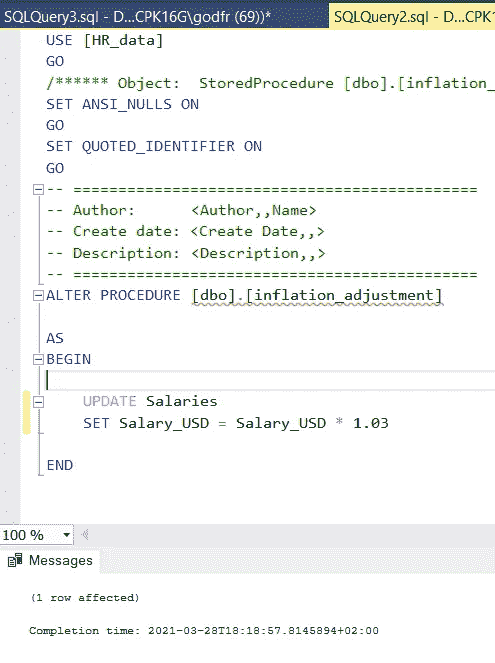 SQLQuery3.sql - D...CPK16G\godfr (69))*
SQLQuery2.sql - D...CPK1
USE [HR_data]
GO
/****** Object:  StoredProcedure [dbo].[inflation_
SET ANSI_NULLS ON
GO
SET QUOTED_IDENTIFIER ON
GO
-- =============================================
-- Author:      <Author,,Name>
-- Create date: <Create Date,,>
-- Description: <Description,,>
-- =============================================
ALTER PROCEDURE [dbo].[inflation_adjustment]
AS
BEGIN
UPDATE Salaries
SET Salary_USD = Salary_USD * 1.03
END
100 %
Messages
(1 row affected)
Completion time: 2021-03-28T18:18:57.8145894+02:00